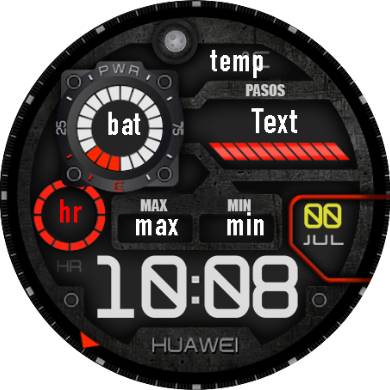 temp
°C
PASOS
PWR
Text
25
bat
75
E
hr
MAX
max
MIN
min
00
JUL
HR
10:08
HUAWEI